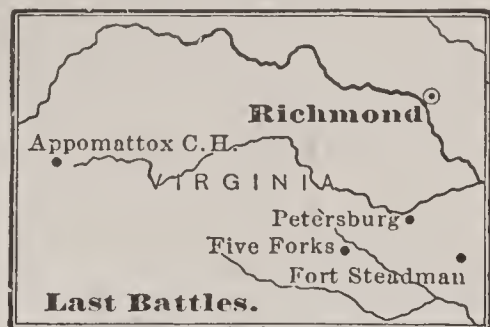 Richmond
Appomattox C.H.
VIRGINIA
Petersburg
Five Forks
Fort Steadman
Last Battles.